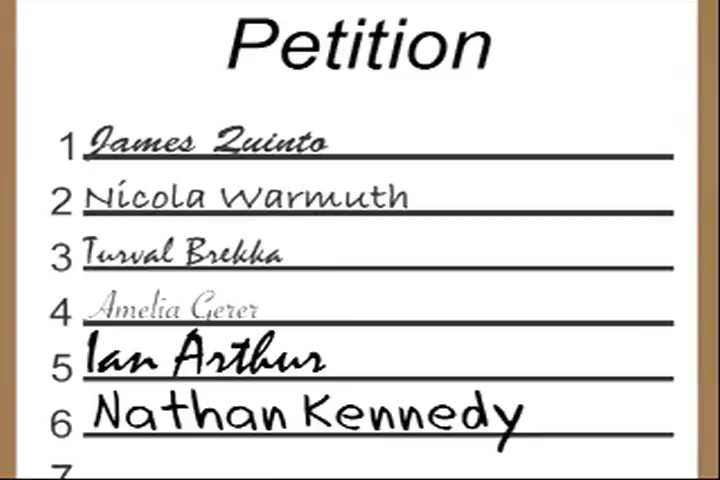 Petition
1 James Quinto
2 Nicola Warmuth
3 Turval Brekka
4 Amelia Gerer
5 Ian Arthur
6 Nathan Kennedy
7